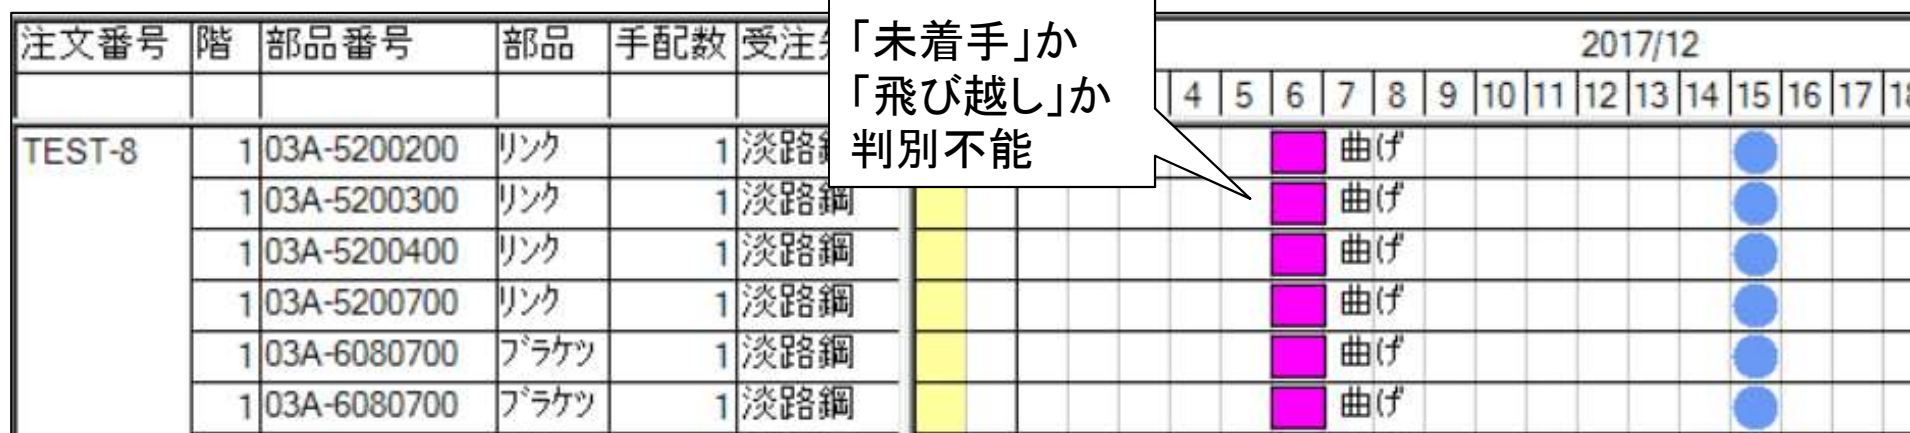 注文番号 階 部品番号 部品 手配数 受注
「未着手」か
「飛び越し」か
判別不能
2017/12
4 5 6 7 8 9 10 11 12 13 14 15 16 17
TEST-8 1 03A-5200200 リンク 1 淡路 曲げ
1 03A-5200300 リンク 1 淡路鋼 曲げ
1 03A-5200400 リンク 1 淡路鋼 曲げ
1 03A-5200700 リンク 1 淡路鋼 曲げ
1 03A-6080700 ブラケツ 1 淡路鋼 曲げ
1 03A-6080700 ブラケツ 1 淡路鋼 曲げ